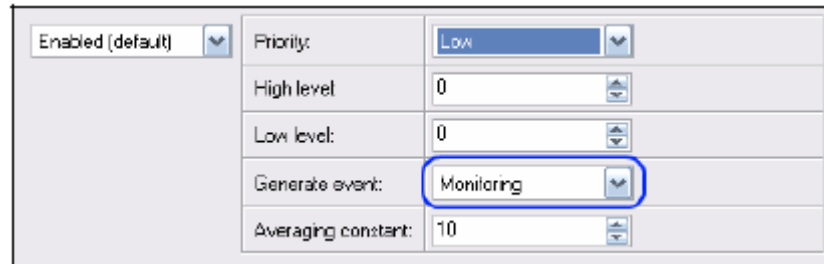 Enabled (default)
Priority: Low
High level: 0
Low level: 0
Generate event: Monitoring
Averaging constant: 10